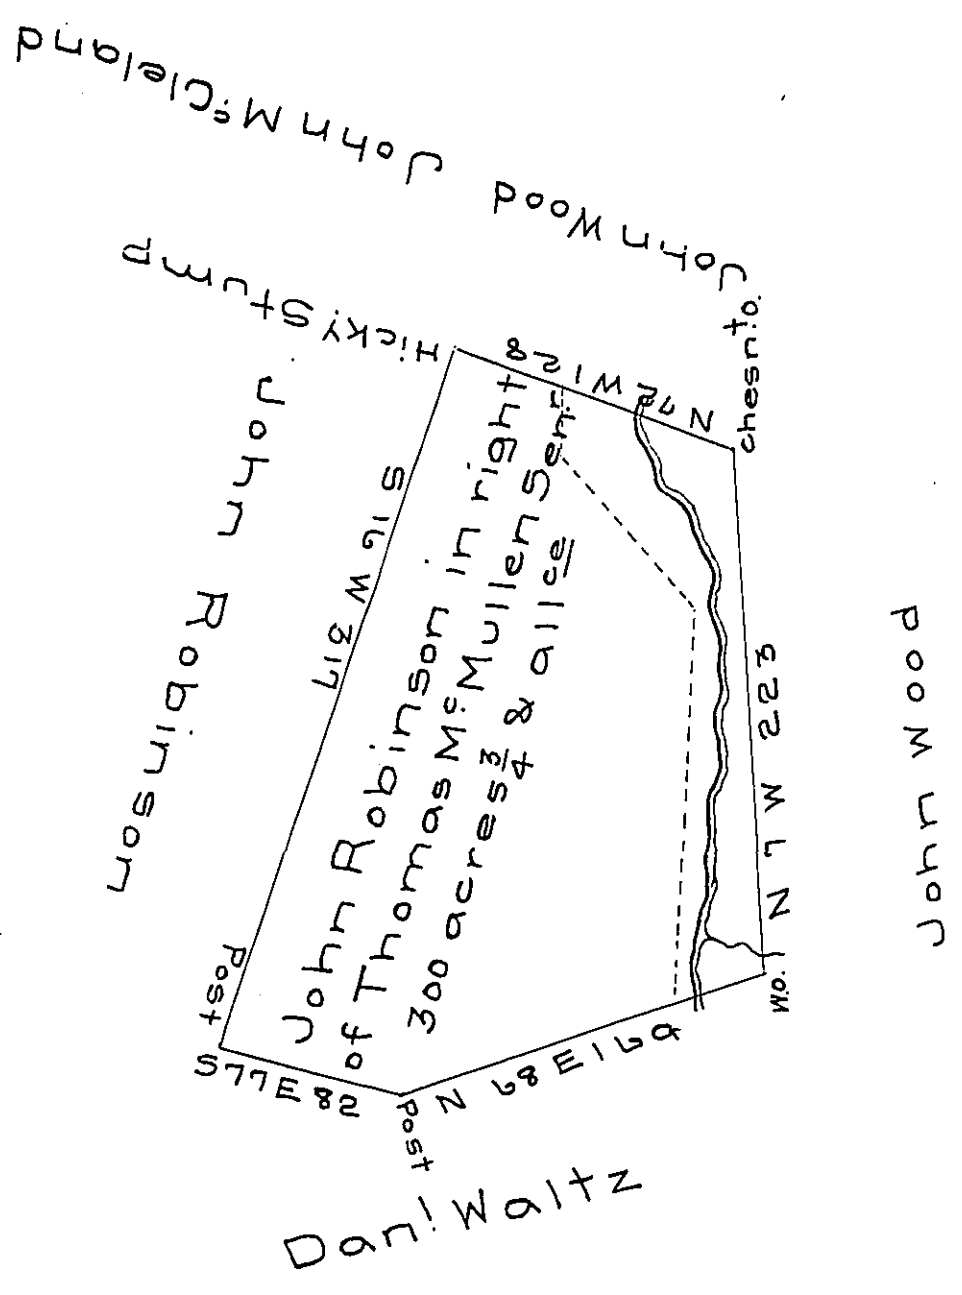 John McCleland
John Wood
Hicky Stump
chesnt o.
N 72 W 128
John Robinson
S 16 W 317
John Robinson in right
of Thomas McMullen Senr
300 acres 3/4 & allce
N 7 W 223
John Wood
Post
W.O.
S 77 E 82
N 68 E 169
Post
Danl Waltz